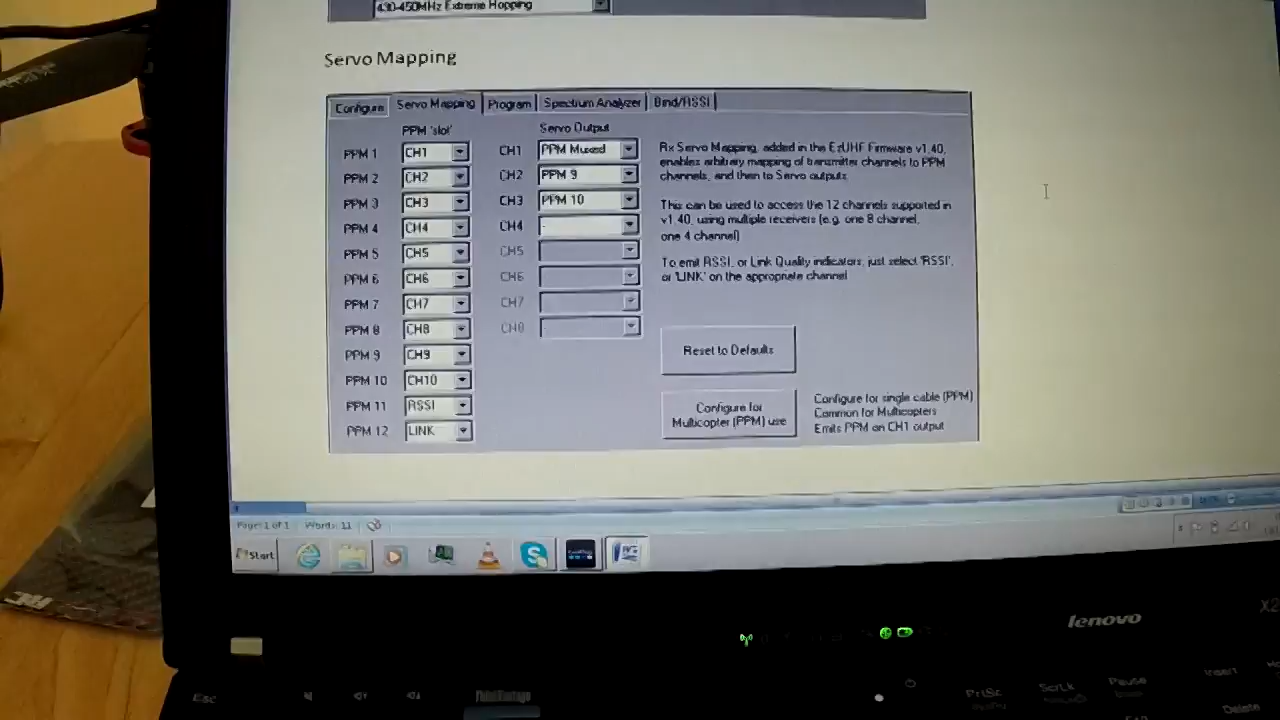 430-450MHz Extreme Hopping
Servo Mapping
Configure Servo Mapping Program Spectrum Analyzer Bind/RSSI
PPM 'slot' Servo Output
PPM 1 CH1 CH1 PPM Muxed
PPM 2 CH2 CH2 PPM 9
PPM 3 CH3 CH3 PPM 10
PPM 4 CH4 CH4 -
PPM 5 CH5 CH5
PPM 6 CH6 CH6 -
PPM 7 CH7 CH7 -
PPM 8 CH8 CH8 -
PPM 9 CH9
PPM 10 CH10
PPM 11 RSSI
PPM 12 LINK
Rx Servo Mapping, added in the EzUHF Firmware v1.40,
enables arbitrary mapping of transmitter channels to PPM
channels, and then to Servo outputs
This can be used to access the 12 channels supported in
v1.40, using multiple receivers (e.g. one 8 channel,
one 4 channel)
To emit RSSI, or Link Quality indicators, just select 'RSSI',
or 'LINK' on the appropriate channel
Reset to Defaults
Configure for
Multicopter (PPM) use
Configure for single cable (PPM)
Common for Multicopters
Emits PPM on CH1 output
Page: 1 of 1 Words: 11
Start
lenovo
X2
Esc
PrtSc
ScrLk
Pause
Insert
Delete